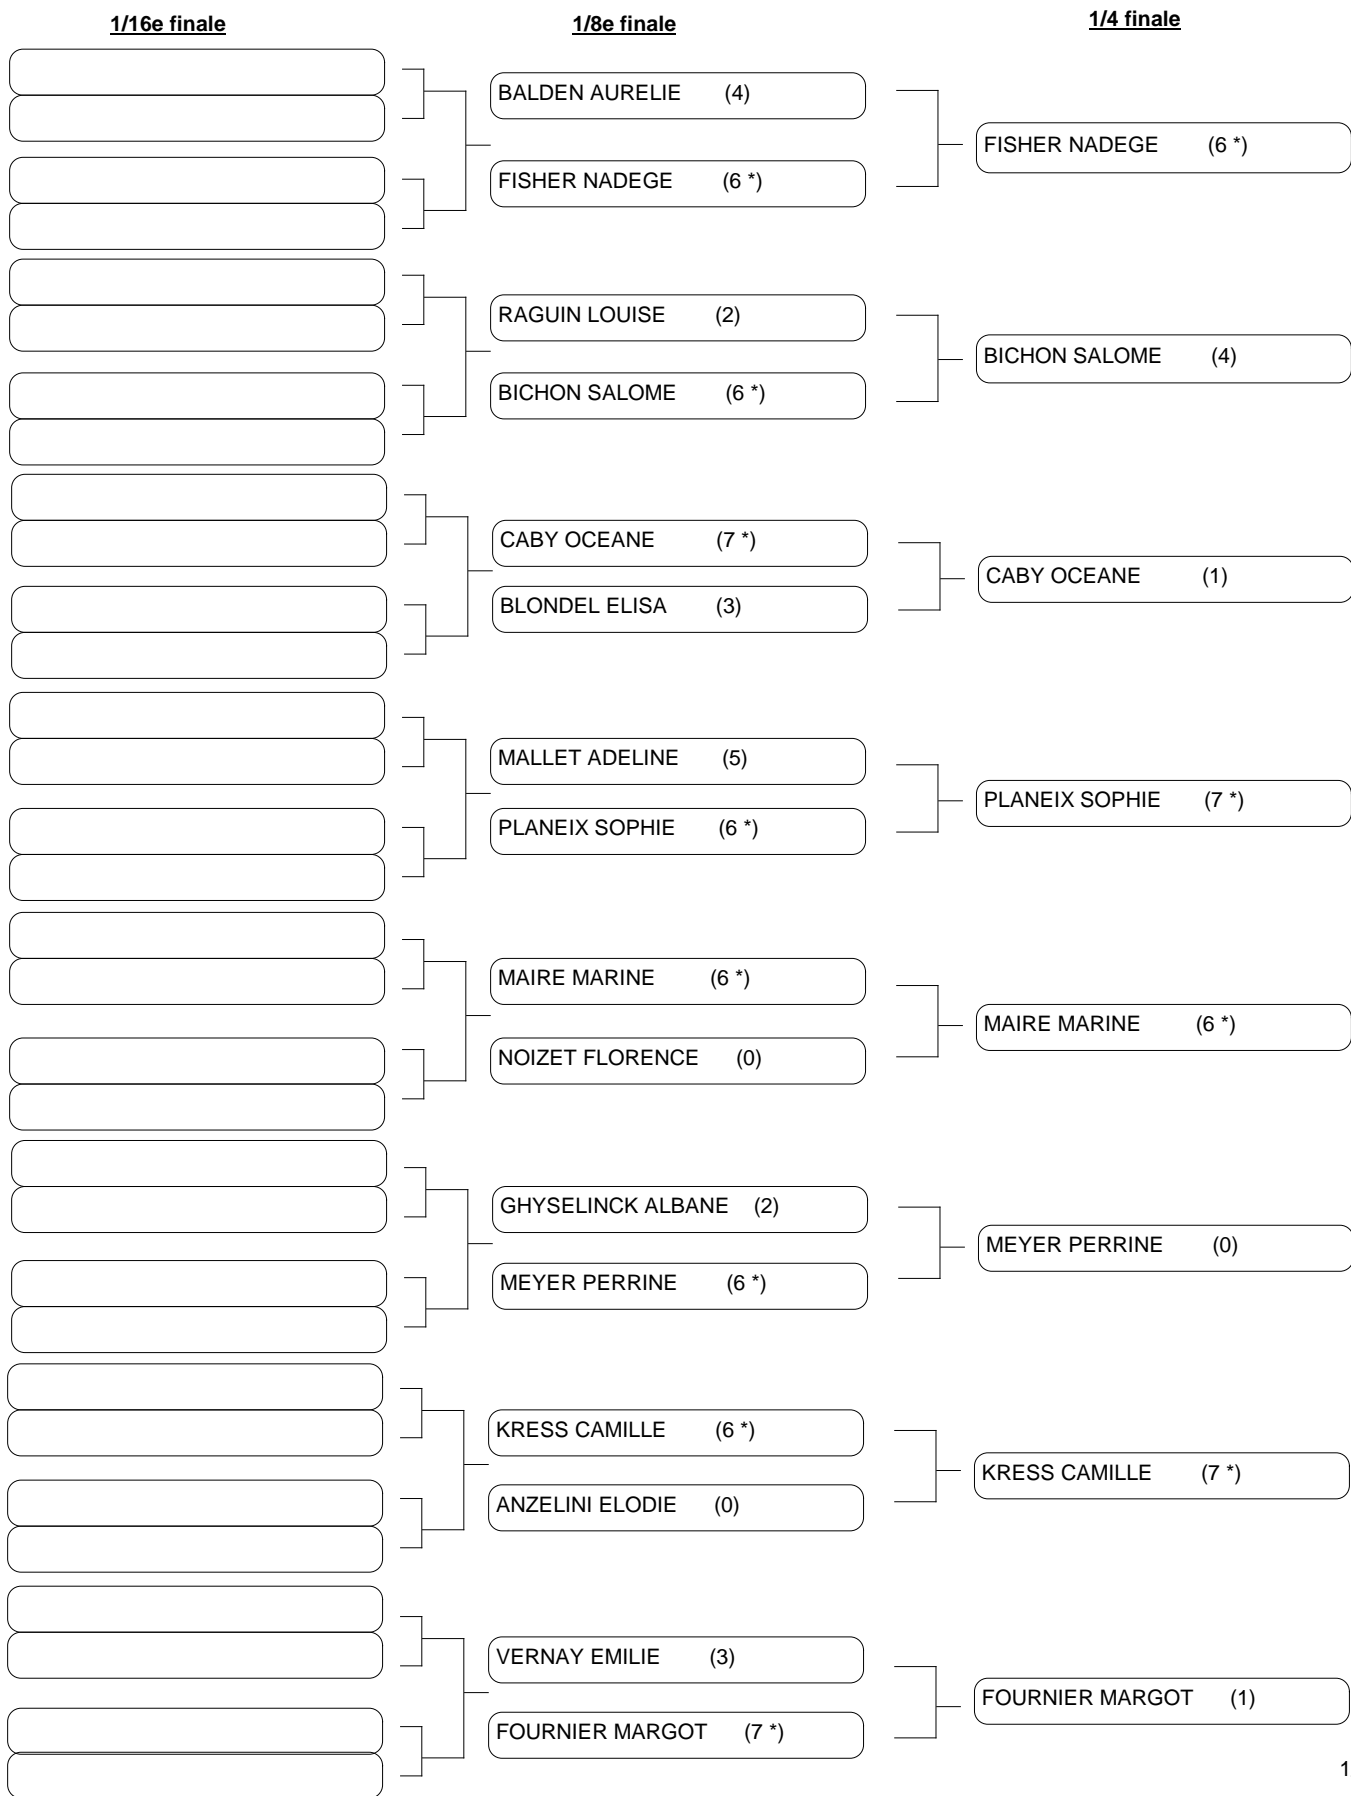 1/16e finale
1/8e finale
1/4 finale
BALDEN AURELIE (4)
FISHER NADEGE (6 *)
FISHER NADEGE (6 *)
RAGUIN LOUISE (2)
BICHON SALOME (4)
BICHON SALOME (6 *)
CABY OCEANE (7 *)
CABY OCEANE (1)
BLONDEL ELISA (3)
MALLET ADELINE (5)
PLANEIX SOPHIE (7 *)
PLANEIX SOPHIE (6 *)
MAIRE MARINE (6 *)
MAIRE MARINE (6 *)
NOIZET FLORENCE (0)
GHYSELINCK ALBANE (2)
MEYER PERRINE (0)
MEYER PERRINE (6 *)
KRESS CAMILLE (6 *)
KRESS CAMILLE (7 *)
ANZELINI ELODIE (0)
VERNAY EMILIE (3)
FOURNIER MARGOT (1)
FOURNIER MARGOT (7 *)
1